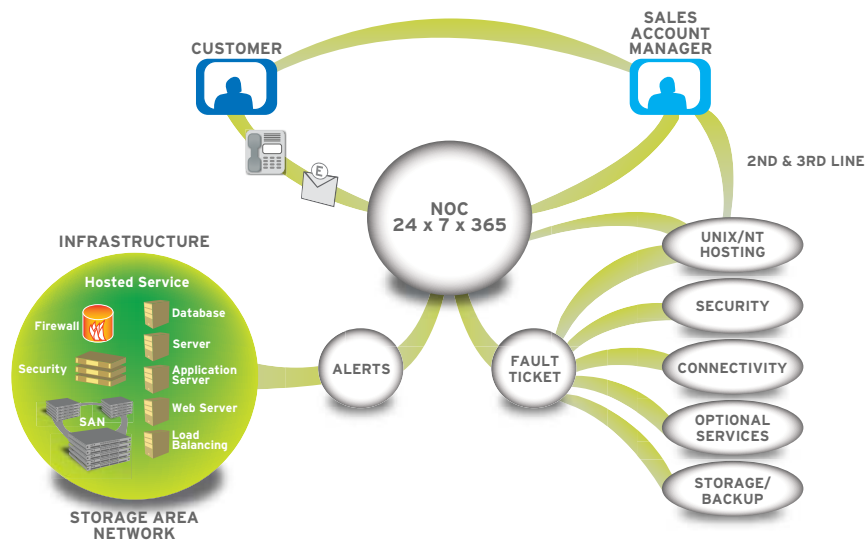 CUSTOMER
SALES
ACCOUNT
MANAGER
E
2ND & 3RD LINE
NOC
24 x 7 x 365
INFRASTRUCTURE
Hosted Service
Firewall
Security
SAN
Database
Server
Application
Server
Web Server
Load
Balancing
STORAGE AREA
NETWORK
ALERTS
FAULT
TICKET
UNIX/NT
HOSTING
SECURITY
CONNECTIVITY
OPTIONAL
SERVICES
STORAGE/
BACKUP